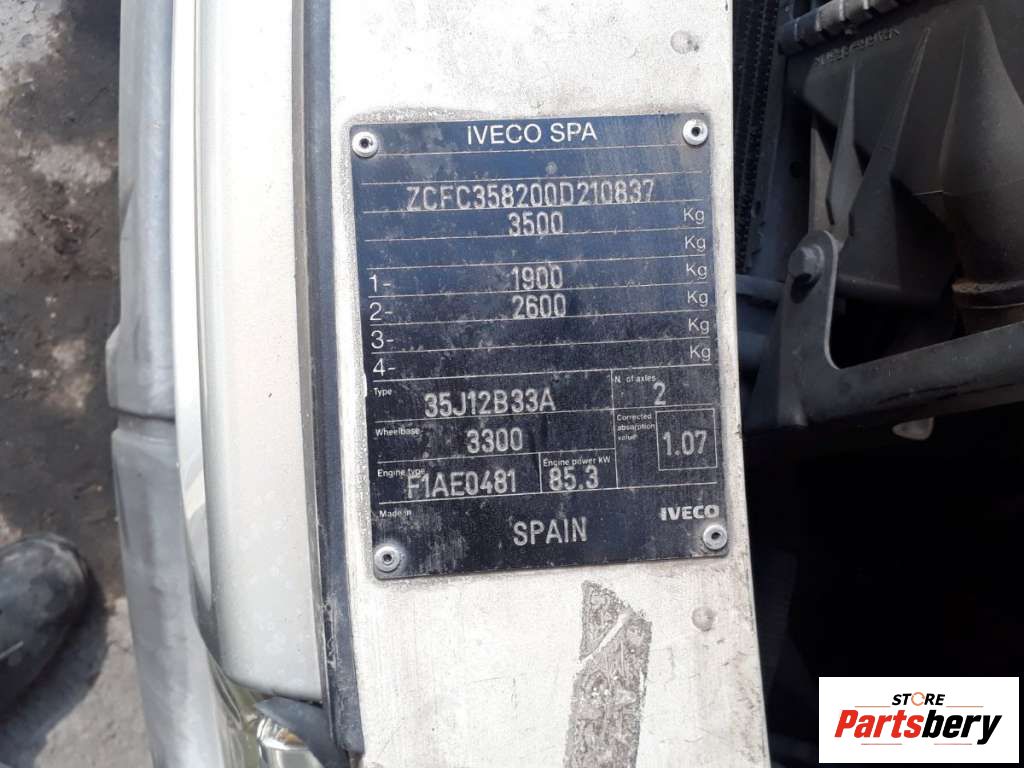 IVECO SPA
ZCFC358200D210837
3500 Kg
Kg
1- 1900 Kg
2- 2600 Kg
3- Kg
4- Kg
Type 35J12B33A N. of axles 2
Wheelbase 3300 Corrected absorption value 1.07
Engine type F1AE0481 Engine power KW 85.3
Made in SPAIN IVECO
STORE
Partsbery